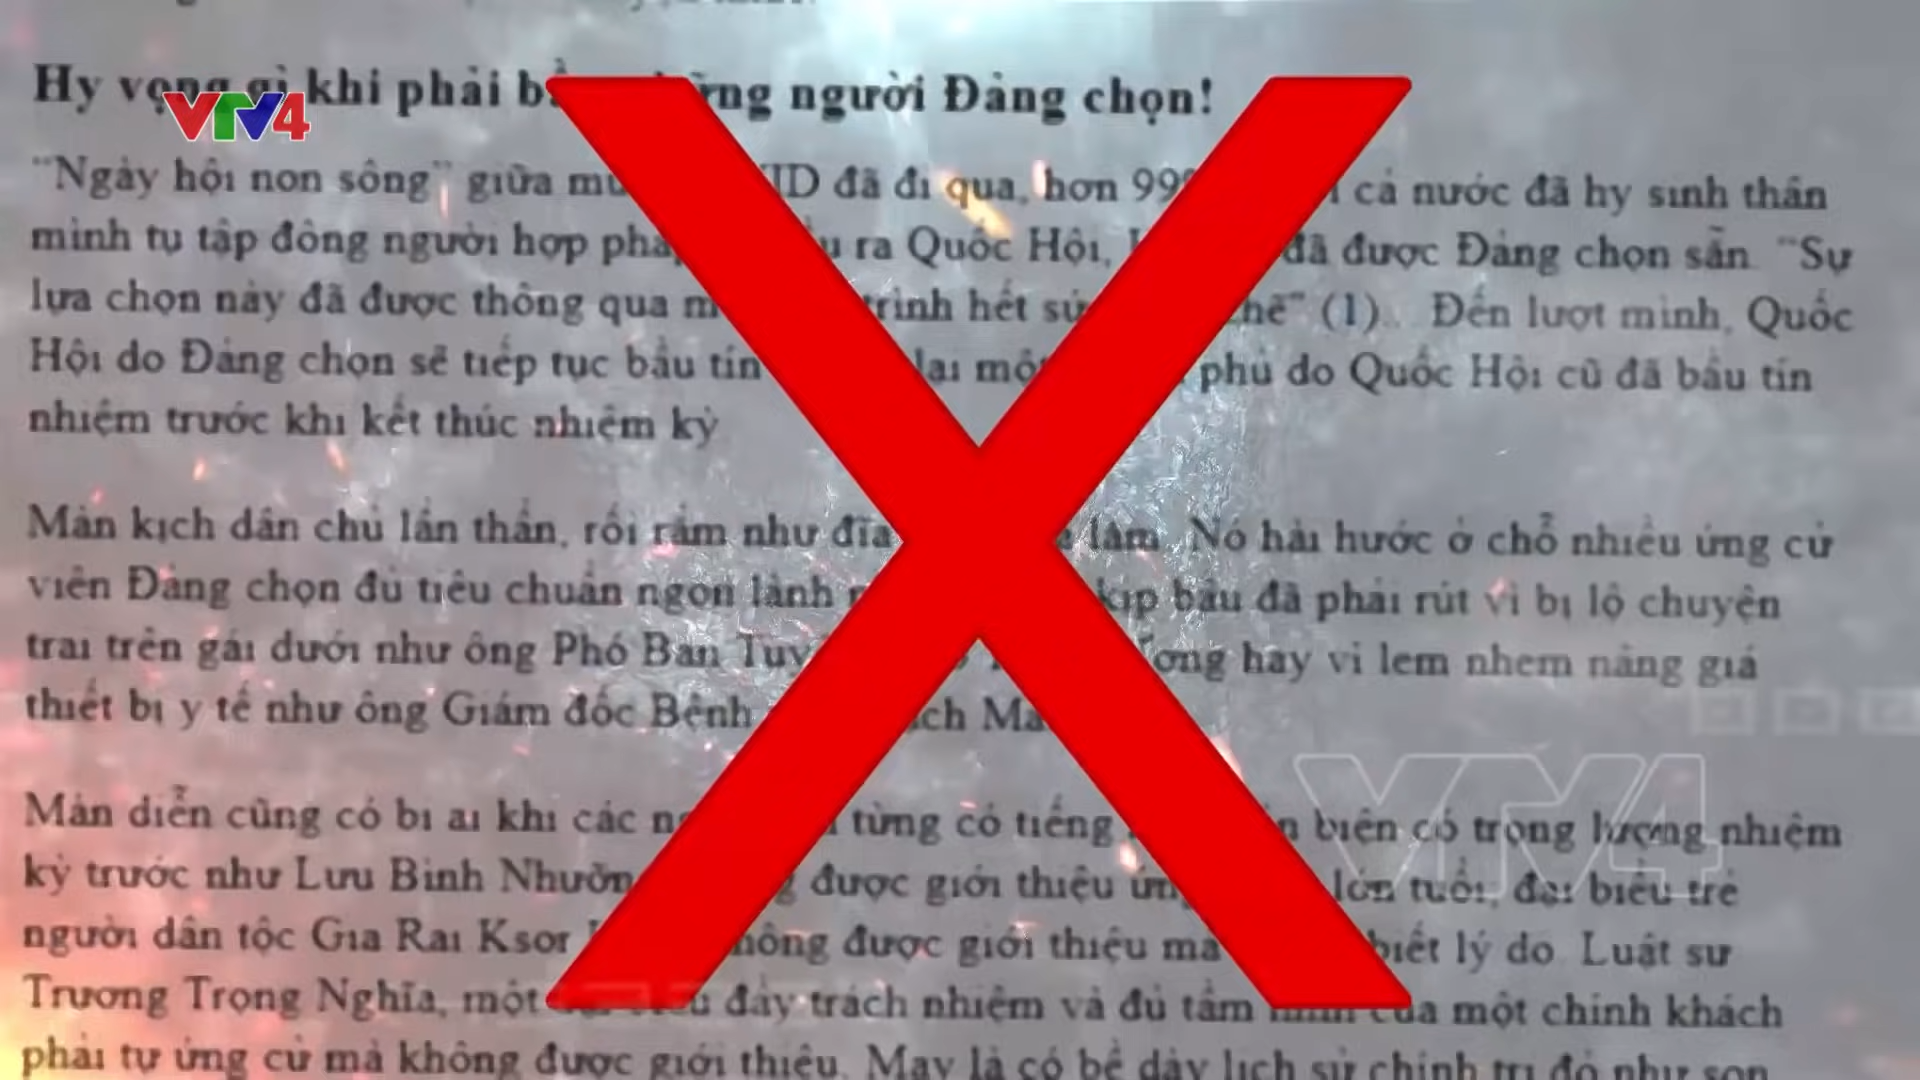 Hy vọng gì khi phải người Đảng chọn!
VTV4
"Ngày hội non sông" giữa đã đi qua, hơn cả nước đã hy sinh thân
mình tụ tập đông người hợp ra Quốc Hội, đã được Đảng chọn sẵn. "Sự
lựa chọn này đã được thông qua trình hết (1).. Đến lượt mình, Quốc
Hội do Đảng chọn sẽ tiếp tục bầu tín lại phủ do Quốc Hội cũ đã bầu tín
nhiệm trước khi kết thúc nhiệm kỳ
Màn kịch dân chủ lẩn thẩn, rối rắm như đĩa lắm. Nó hài hước ở chỗ nhiều ứng cử
viên Đảng chọn đủ tiêu chuẩn ngon lành kịp bầu đã phải rút vì bị lộ chuyện
trai trên gái dưới như ông Phó Ban hay vì lem nhem nâng giá
thiết bị y tế như ông Giám đốc Bệnh
Màn diễn cũng có bi ai khi các từng có tiếng biện có trọng lượng nhiệm
kỳ trước như Lưu Bình được giới thiệu lớn tuổi, đại biểu trẻ
người dân tộc Gia Rai Ksor được giới thiệu mà biết lý do. Luật sư
Trương Trọng Nghĩa, một đầy trách nhiệm và đủ tầm một chính khách
phải tự ứng cử mà không được giới thiệu. May là có bề dày lịch sử chính trị đỏ như son
VTV4